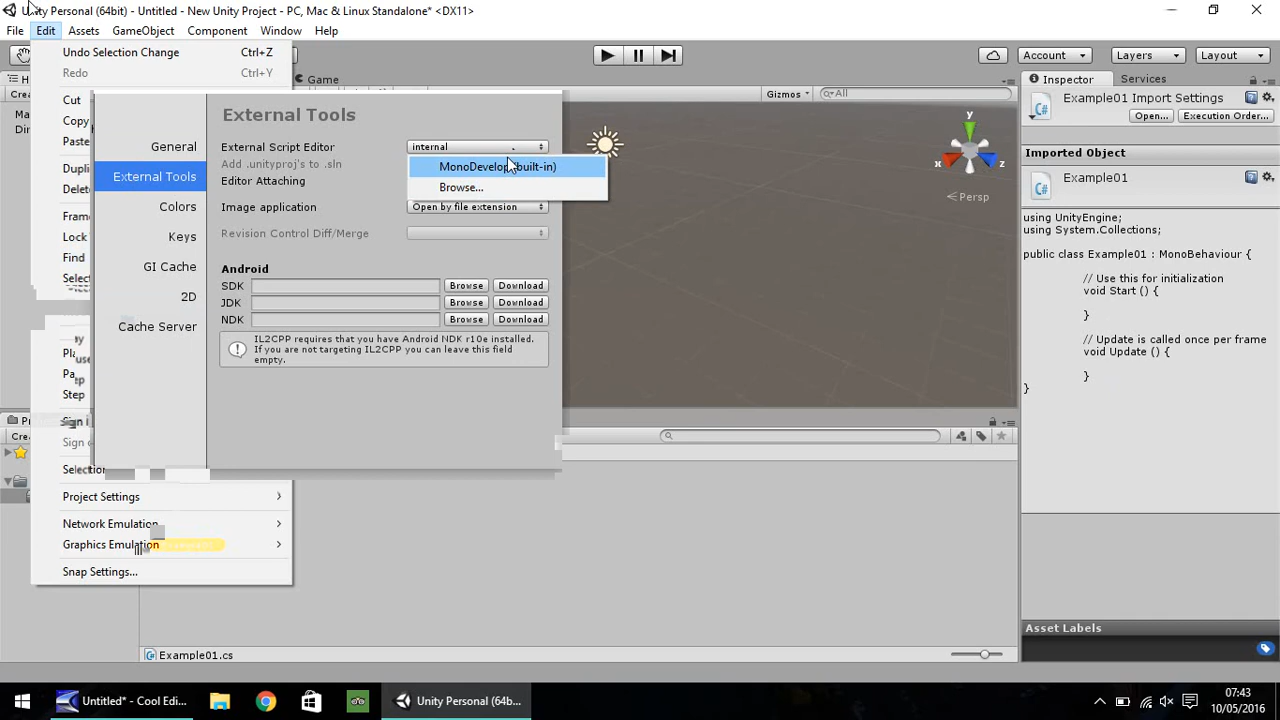 Unity Personal (64bit) - Untitled - New Unity Project - PC, Mac & Linux Standalone* <DX11>
File Edit Assets GameObject Component Window Help
Undo Selection Change Ctrl+Z
Redo Ctrl+Y
Cut
Copy
Paste
Select
Step
Selection
Project Settings
Network Emulation
Graphics Emulation
Snap Settings...
External Tools
General
External Tools
Colors
Keys
GI Cache
2D
Cache Server
External Script Editor internal
MonoDevelop (built-in)
Browse...
Add .unityproj's to .sln
Editor Attaching
Image application Open by file extension
Revision Control Diff/Merge
Android
SDK Browse Download
JDK Browse Download
NDK Browse Download
IL2CPP requires that you have Android NDK r10e installed.
If you are not targeting IL2CPP you can leave this field
empty.
Game
Account Layers Layout
Gizmos All
y
x
z
Persp
Inspector Services
Example01 Import Settings
Open... Execution Order...
Imported Object
Example01
using UnityEngine;
using System.Collections;
public class Example01 : MonoBehaviour {
// Use this for initialization
void Start () {
}
// Update is called once per frame
void Update () {
}
}
Asset Labels
Example01.cs
Untitled* - Cool Edi...
Unity Personal (64b...
07:43
10/05/2016